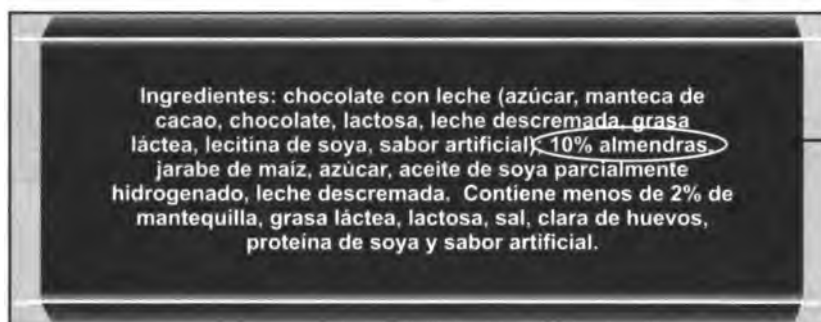 Ingredientes: chocolate con leche (azúcar, manteca de
cacao, chocolate, lactosa, leche descremada, grasa
láctea, lecitina de soya, sabor artificial), 10% almendras,
jarabe de maíz, azúcar, aceite de soya parcialmente
hidrogenado, leche descremada. Contiene menos de 2% de
mantequilla, grasa láctea, lactosa, sal, clara de huevos,
proteína de soya y sabor artificial.